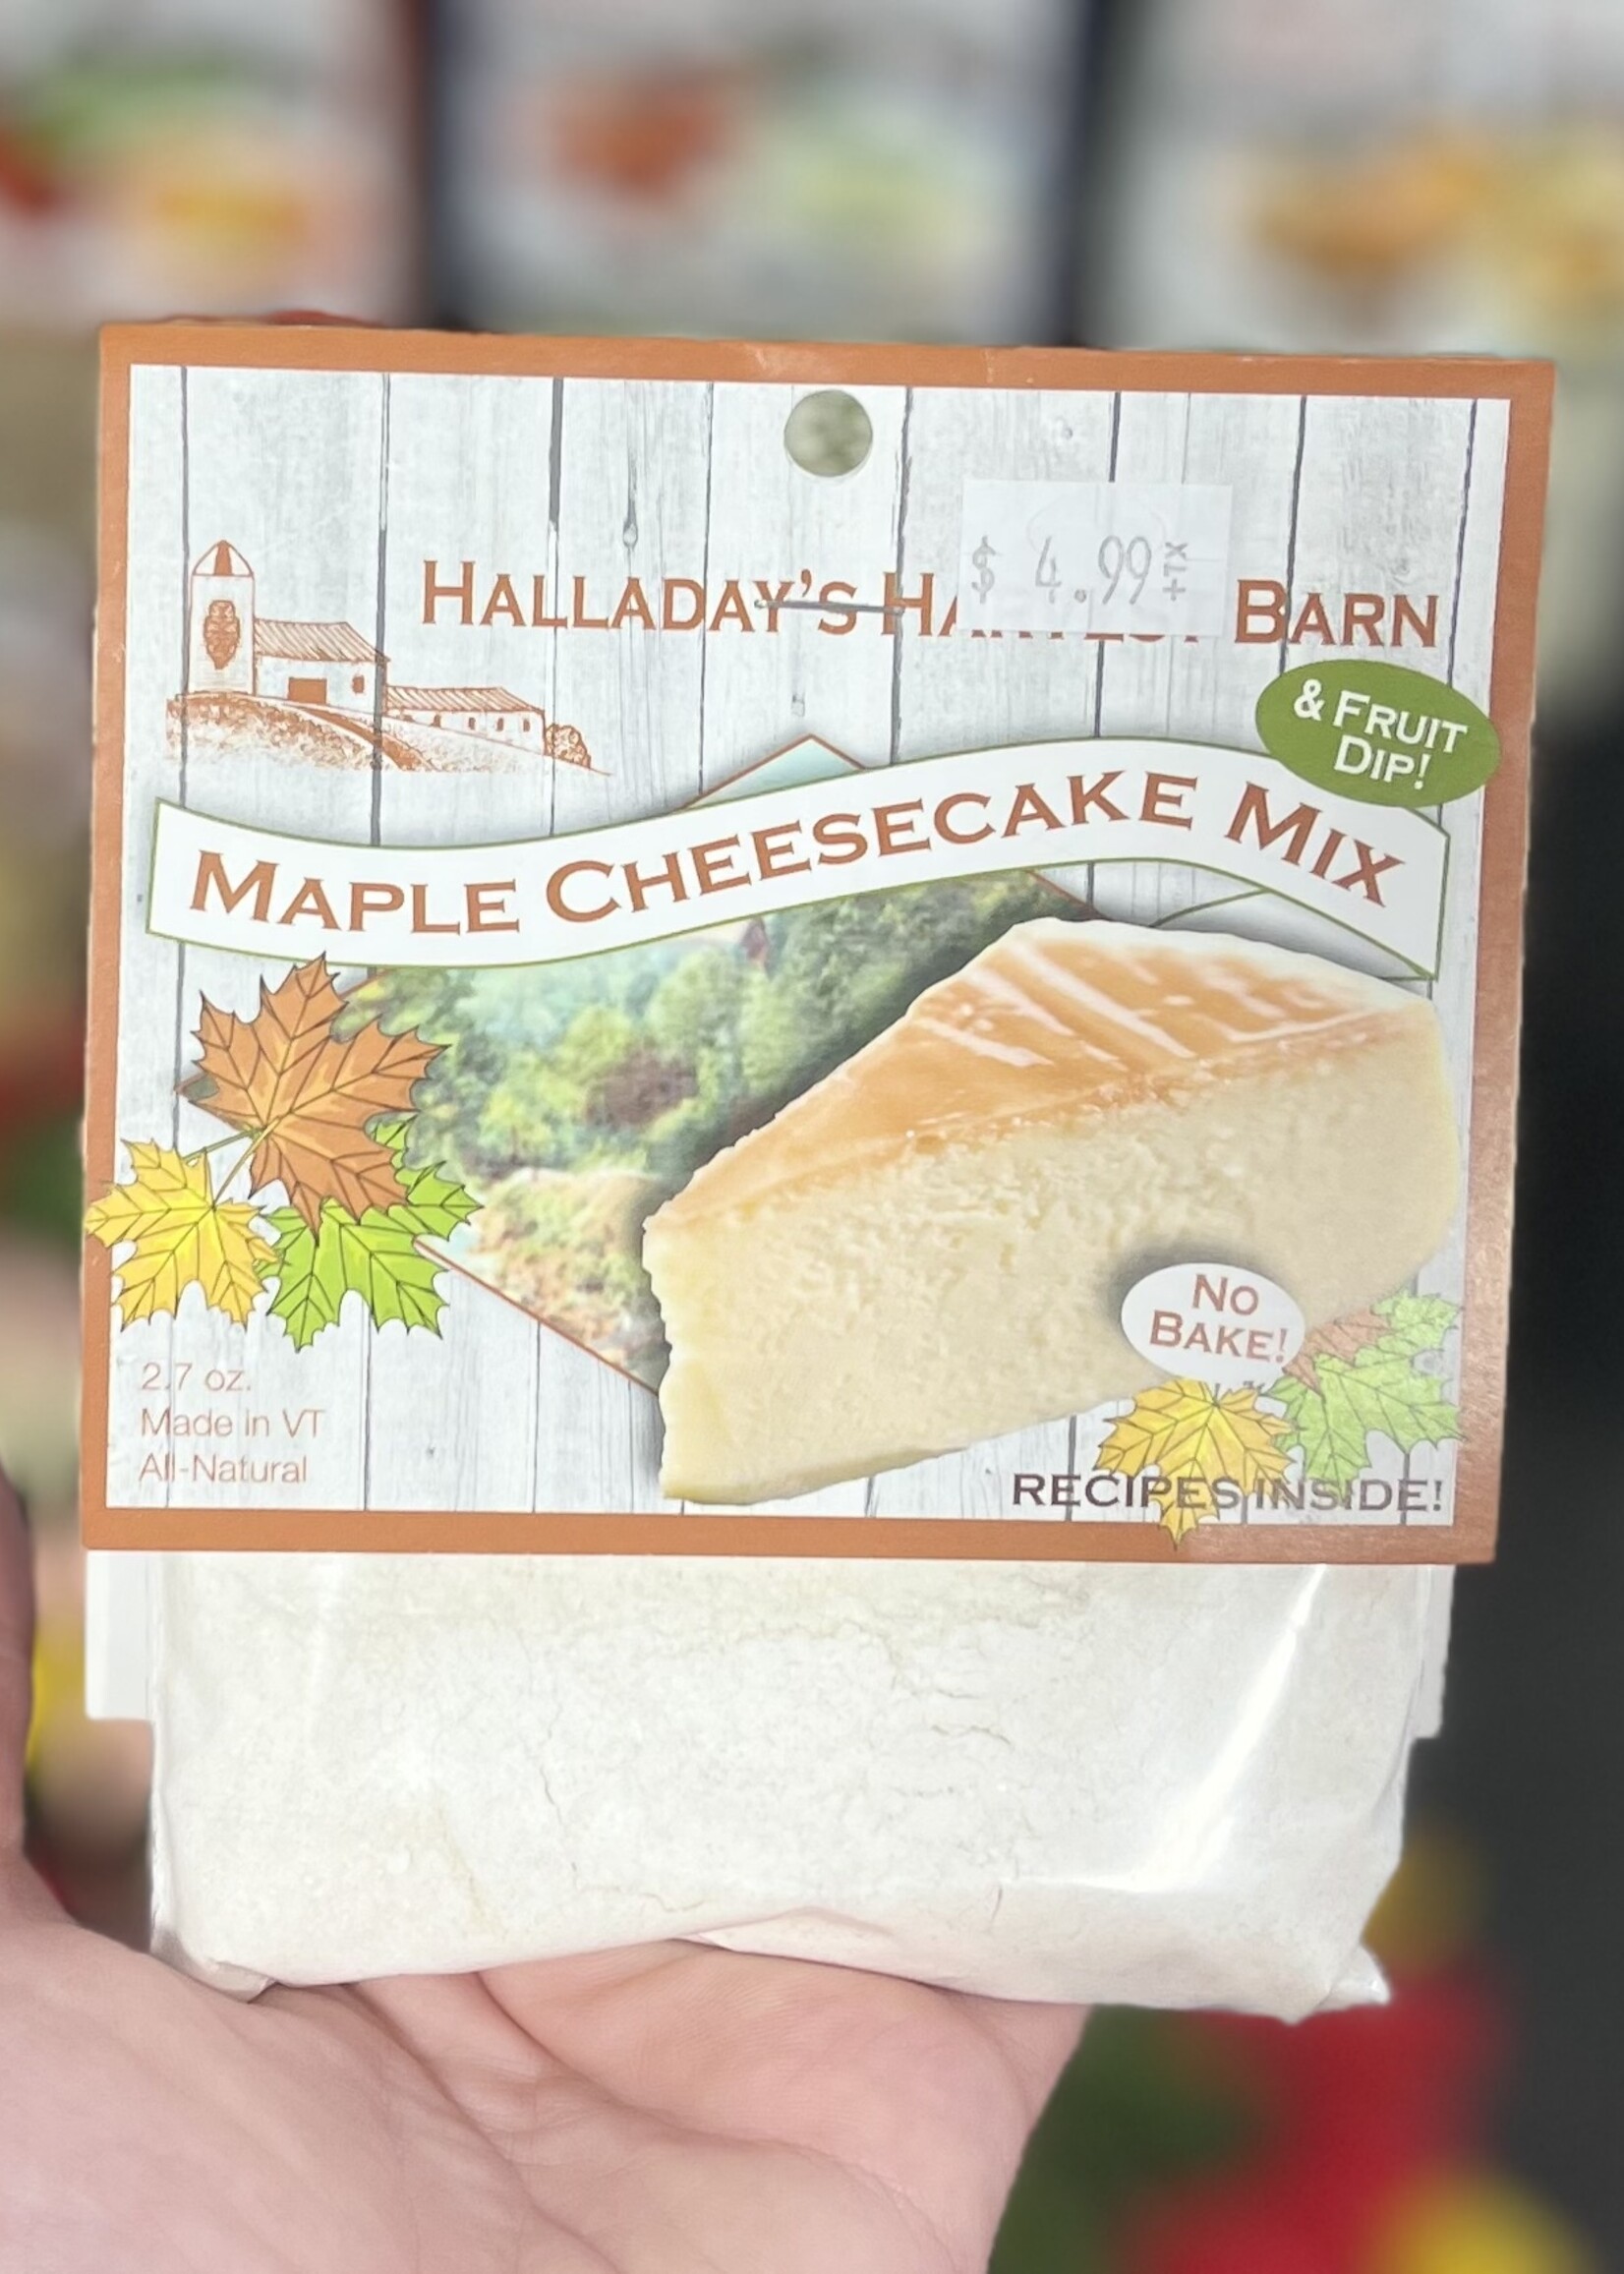 $ 4.99
HALLADAY'S BARN
& FRUIT
DIP!
MAPLE CHEESECAKE MIX
NO
BAKE!
2.7 oz.
Made in VT
All-Natural
RECIPES INSIDE!